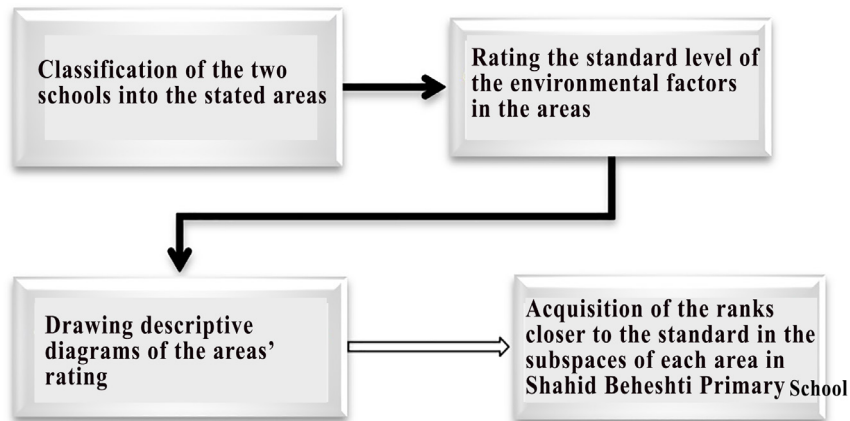 Classification of the two
schools into the stated areas
Rating the standard level of
the environmental factors
in the areas
Drawing descriptive
diagrams of the areas’
rating
Acquisition of the ranks
closer to the standard in the
subspaces of each area in
Shahid Beheshti Primary School